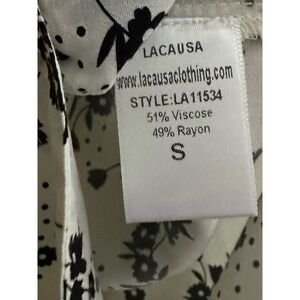 LACAUSA
www.lacausaclothing.com
STYLE:LA11534
51% Viscose
49% Rayon
S